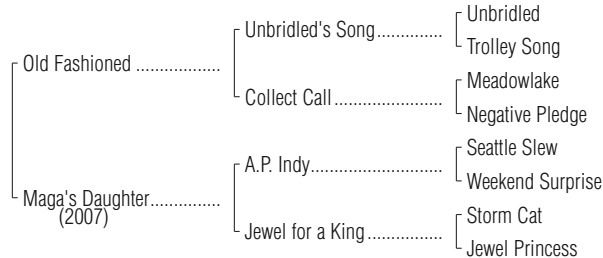 Unbridled
Unbridled's Song..............
Trolley Song
Old Fashioned .................
Meadowlake
Collect Call......................
Negative Pledge
Seattle Slew
A.P. Indy...........................
Weekend Surprise
Maga's Daughter..............
(2007)
Storm Cat
Jewel for a King...............
Jewel Princess